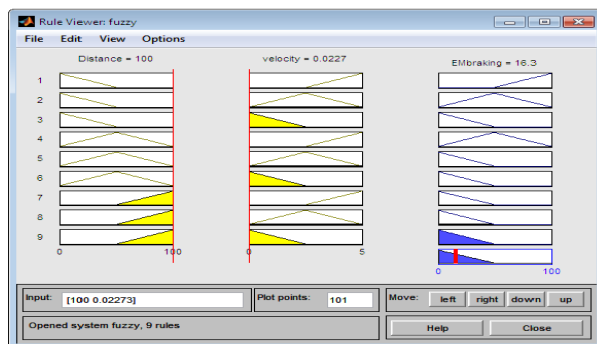 Rule Viewer: fuzzy
File Edit View Options
Distance = 100 velocity = 0.0227 EMbraking = 16.3
1
2
3
4
5
6
7
8
9
0 100 0 5
0 100
Input: [100 0.02273] Plot points: 101 Move: left right down up
Opened system fuzzy, 9 rules Help Close